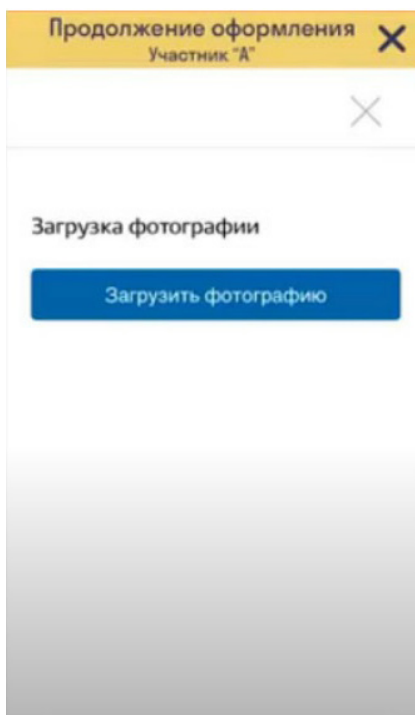 Продолжение оформления
Участник "А"
Загрузка фотографии
Загрузить фотографию